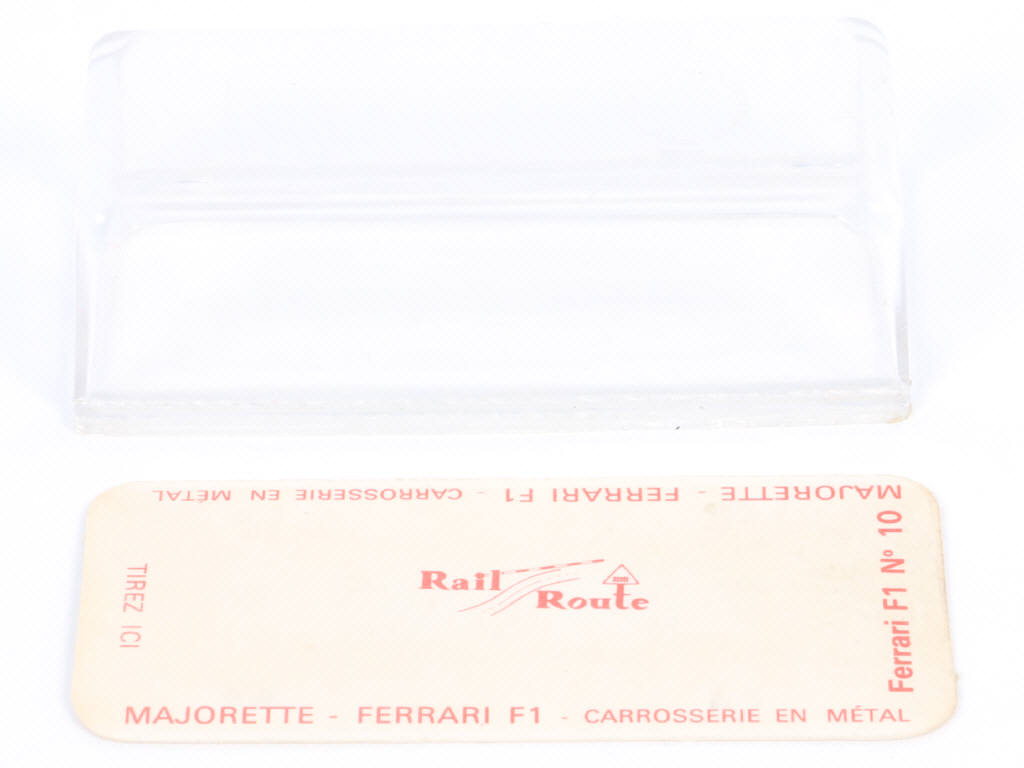 MAJORETTE - FERRARI F1 - CARROSSERIE EN MÉTAL
Ferrari F1 Nº 10
TIREZ ICI
Rail
Route
MAJORETTE - FERRARI F1 - CARROSSERIE EN MÉTAL